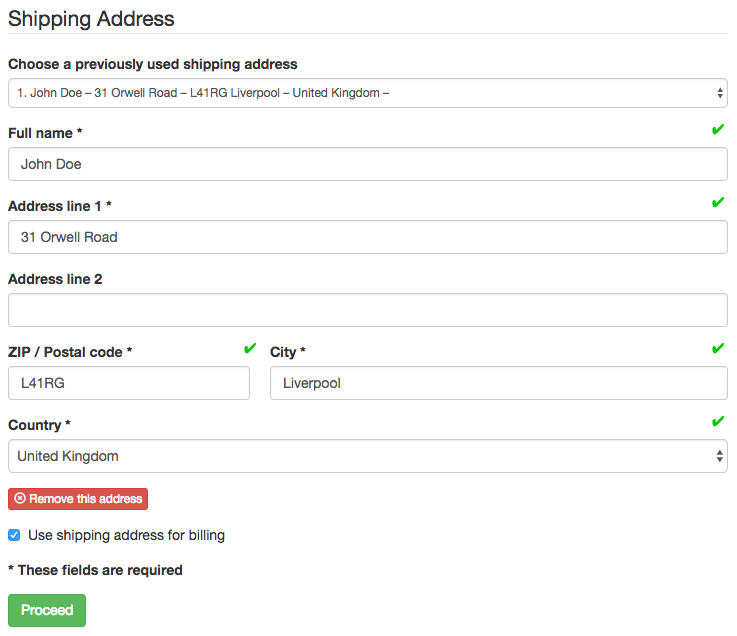 Shipping Address
Choose a previously used shipping address
1. John Doe – 31 Orwell Road – L41RG Liverpool – United Kingdom –
Full name *
John Doe
Address line 1 *
31 Orwell Road
Address line 2
ZIP / Postal code * City *
L41RG Liverpool
Country *
United Kingdom
Remove this address
Use shipping address for billing
* These fields are required
Proceed